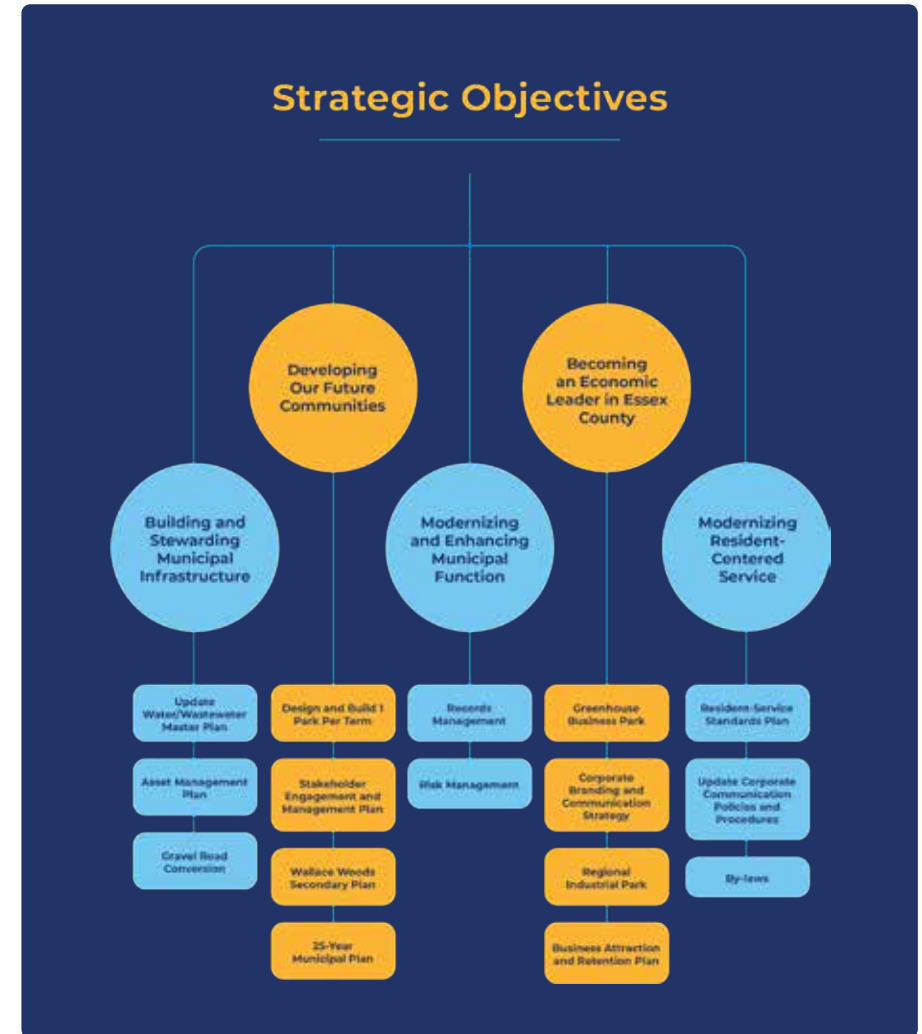 Strategic Objectives
Developing
Our Future
Communities
Becoming
an Economic
Leader in Essex
County
Building and
Stewarding
Municipal
Infrastructure
Modernizing
and Enhancing
Municipal
Function
Modernizing
Resident-
Centered
Service
Update
Water/Wastewater
Master Plan
Asset Management
Plan
Gravel Road
Conversion
Design and Build 1
Park Per Term
Stakeholder
Engagement and
Management Plan
Wallace Woods
Secondary Plan
25-Year
Municipal Plan
Records
Management
Risk Management
Greenhouse
Business Park
Corporate
Branding and
Communication
Strategy
Regional
Industrial Park
Business Attraction
and Retention Plan
Resident-Service
Standards Plan
Update Corporate
Communication
Policies and
Procedures
By-laws